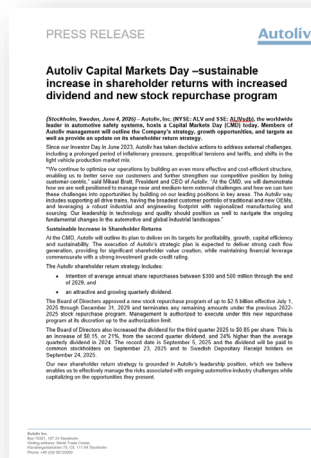 PRESS RELEASE
Autoliv
Autoliv Capital Markets Day –sustainable
increase in shareholder returns with increased
dividend and new stock repurchase program
(Stockholm, Sweden, June 4, 2025) – Autoliv, Inc. (NYSE: ALV and SSE: ALIVsdb), the worldwide
leader in automotive safety systems, hosts a Capital Markets Day (CMD) today. Members of
Autoliv management will outline the Company's strategy, growth opportunities, and targets as
well as provide an update on its shareholder return strategy.
Since our Investor Day in June 2023, Autoliv has taken decisive actions to address external challenges,
including a prolonged period of inflationary pressure, geopolitical tensions and tariffs, and shifts in the
light vehicle production market mix.
"We continue to optimize our operations by building an even more effective and cost-efficient structure,
enabling us to better serve our customers and further strengthen our competitive position by being
customer-centric," said Mikael Bratt, President and CEO of Autoliv. "At the CMD, we will demonstrate
how we are well positioned to manage near and medium-term external challenges and how we can turn
these challenges into opportunities by building on our leading positions in key areas. The Autoliv way
includes supporting all drive trains, having the broadest customer portfolio of traditional and new OEMs,
and leveraging a robust industrial and engineering footprint with regionalized manufacturing and
sourcing. Our leadership in technology and quality should position us well to navigate the ongoing
fundamental changes in the automotive and global industrial landscapes."
Sustainable Increase in Shareholder Returns
At the CMD, Autoliv will outline its plan to deliver on its targets for profitability, growth, capital efficiency
and sustainability. The execution of Autoliv's strategic plan is expected to deliver strong cash flow
generation, providing for significant shareholder value creation, while maintaining financial leverage
commensurate with a strong investment grade credit rating.
The Autoliv shareholder return strategy includes:
• Intention of average annual share repurchases between $300 and 500 million through the end
of 2029, and
• an attractive and growing quarterly dividend.
The Board of Directors approved a new stock repurchase program of up to $2.5 billion effective July 1,
2025 through December 31, 2029 and terminates any remaining amounts under the previous 2022-
2025 stock repurchase program. Management is authorized to execute under this new repurchase
program at its discretion up to the authorization limit.
The Board of Directors also increased the dividend for the third quarter 2025 to $0.85 per share. This is
an increase of $0.15, or 21%, from the second quarter dividend, and 24% higher than the average
quarterly dividend in 2024. The record date is September 5, 2025 and the dividend will be paid to
common stockholders on September 23, 2025 and to Swedish Depositary Receipt holders on
September 24, 2025.
Our new shareholder return strategy is grounded in Autoliv's leadership position, which we believe
enables us to effectively manage the risks associated with ongoing automotive industry challenges while
capitalizing on the opportunities they present.
Autoliv Inc.
Box 70381, 107 24 Stockholm
Visiting address: World Trade Center,
Klarabergsviadukten 70, C5, 111 64 Stockholm